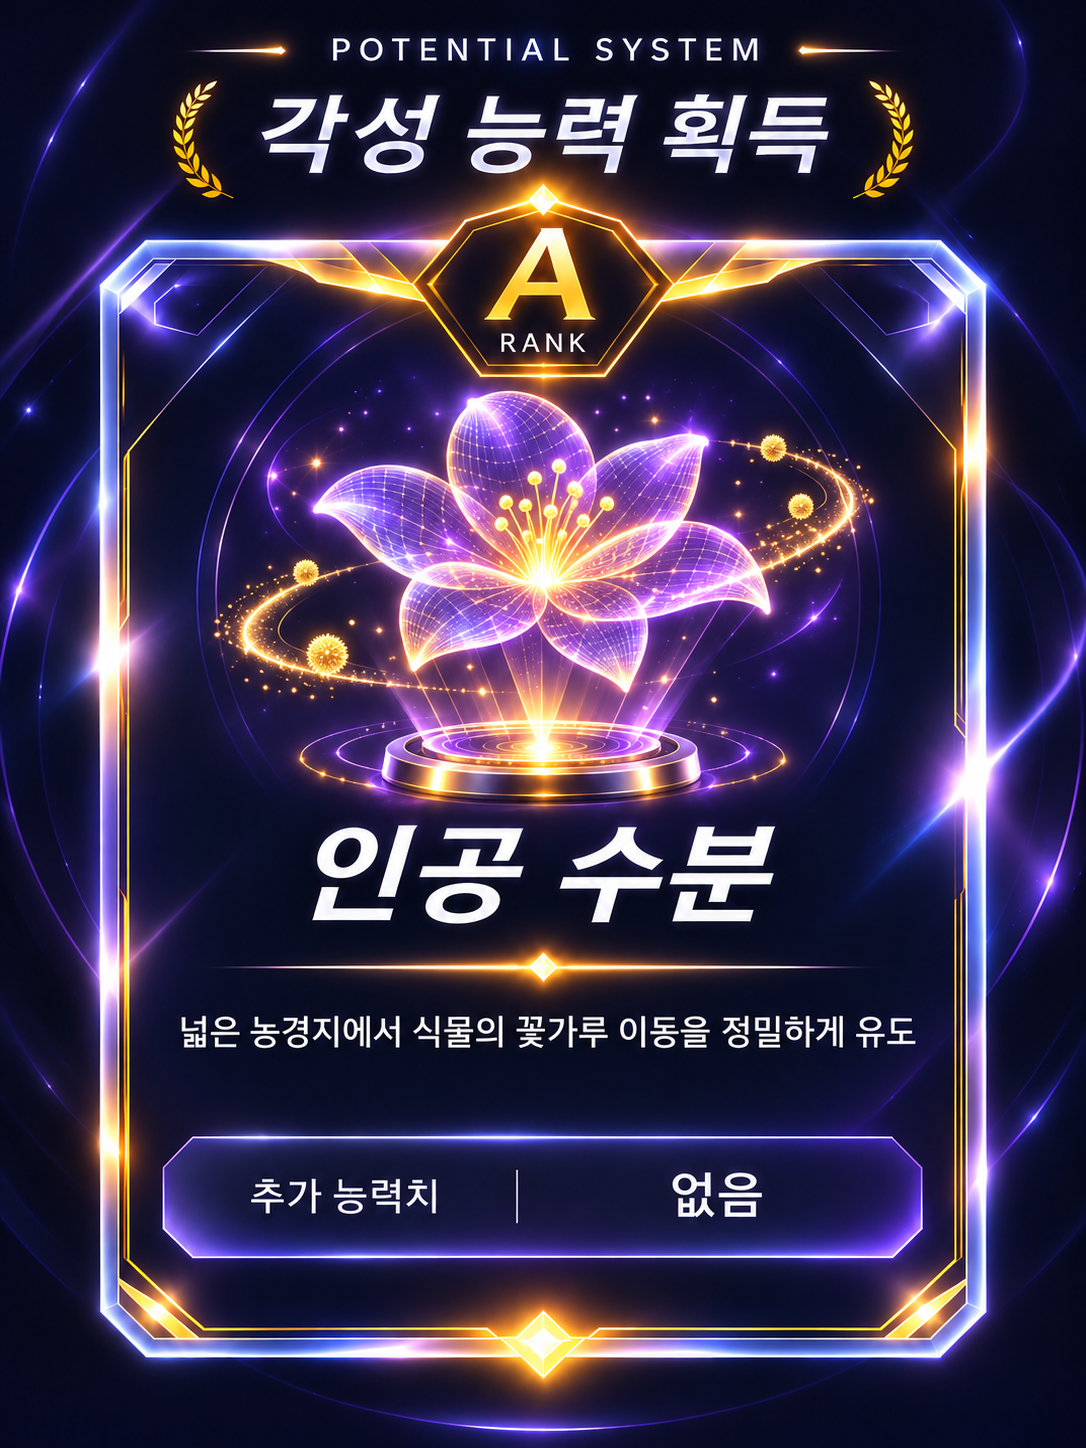 POTENTIAL SYSTEM
각성 능력 획득
A
RANK
인공 수분
넓은 농경지에서 식물의 꽃가루 이동을 정밀하게 유도
추가 능력치 없음